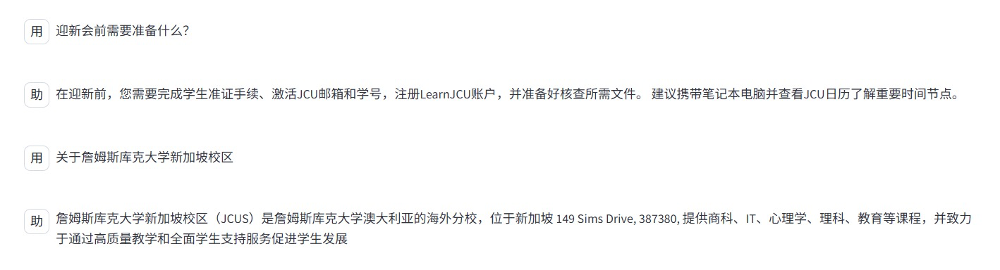 用 迎新会前需要准备什么？
助 在迎新前，您需要完成学生准证手续、激活JCU邮箱和学号，注册LearnJCU账户，并准备好核查所需文件。 建议携带笔记本电脑并查看JCU日历了解重要时间节点。
用 关于詹姆斯库克大学新加坡校区
助 詹姆斯库克大学新加坡校区（JCUS）是詹姆斯库克大学澳大利亚的海外分校，位于新加坡 149 Sims Drive, 387380, 提供商科、IT、心理学、理科、教育等课程，并致力
于通过高质量教学和全面学生支持服务促进学生发展